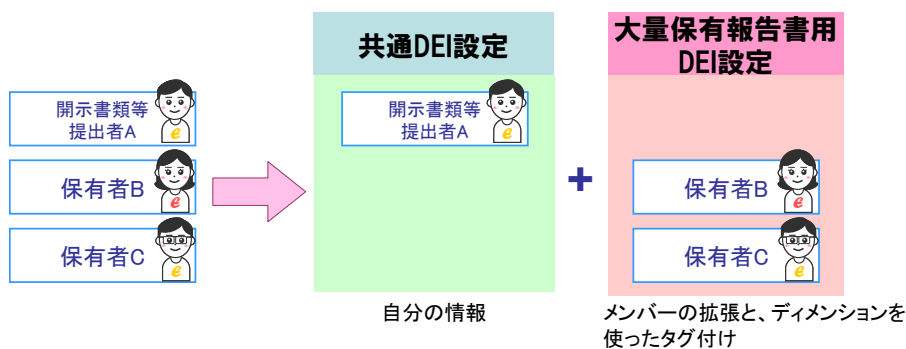 共通DEI設定
大量保有報告書用
DEI設定
開示書類等
提出者A
e
保有者B
e
保有者C
e
開示書類等
提出者A
e
+
保有者B
e
保有者C
e
自分の情報
メンバーの拡張と、ディメンションを
使ったタグ付け